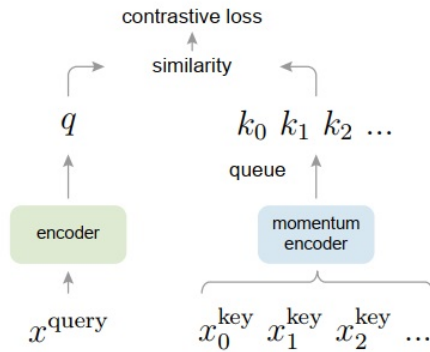 contrastive loss
similarity
q k₀ k₁ k₂ ...
queue
encoder
momentum
encoder
x^query x₀^key x₁^key x₂^key ...